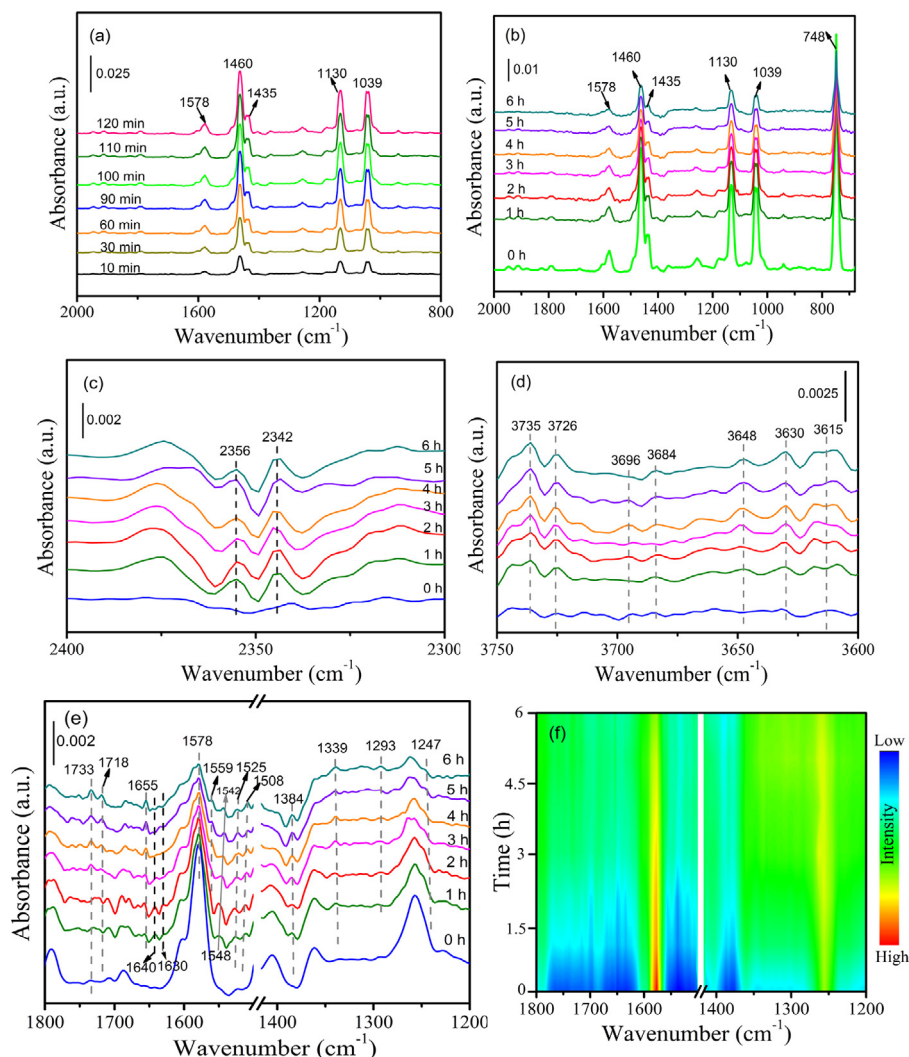 (a)
0.025
1460
1578
1435
1130
1039
120 min
110 min
100 min
90 min
60 min
30 min
10 min
2000
1600
1200
800
Wavenumber (cm-1)
Absorbance (a.u.)
(b)
0.01
1460
1578
1435
1130
1039
748
6 h
5 h
4 h
3 h
2 h
1 h
0 h
2000
1600
1200
800
Wavenumber (cm-1)
Absorbance (a.u.)
(c)
0.002
2356
2342
6 h
5 h
4 h
3 h
2 h
1 h
0 h
2400
2350
2300
Wavenumber (cm-1)
Absorbance (a.u.)
(d)
0.0025
3735
3726
3696
3684
3648
3630
3615
3750
3700
3650
3600
Wavenumber (cm-1)
Absorbance (a.u.)
(e)
0.002
1733
1718
1655
1578
1559
1542
1525
1508
1384
1339
1293
1247
6 h
5 h
4 h
3 h
2 h
1 h
0 h
1640
1630
1548
1800
1700
1600
1400
1300
1200
Wavenumber (cm-1)
Absorbance (a.u.)
(f)
6
4.5
3
1.5
0
Time (h)
1800
1700
1600
1400
1300
1200
Wavenumber (cm-1)
Low
Intensity
High